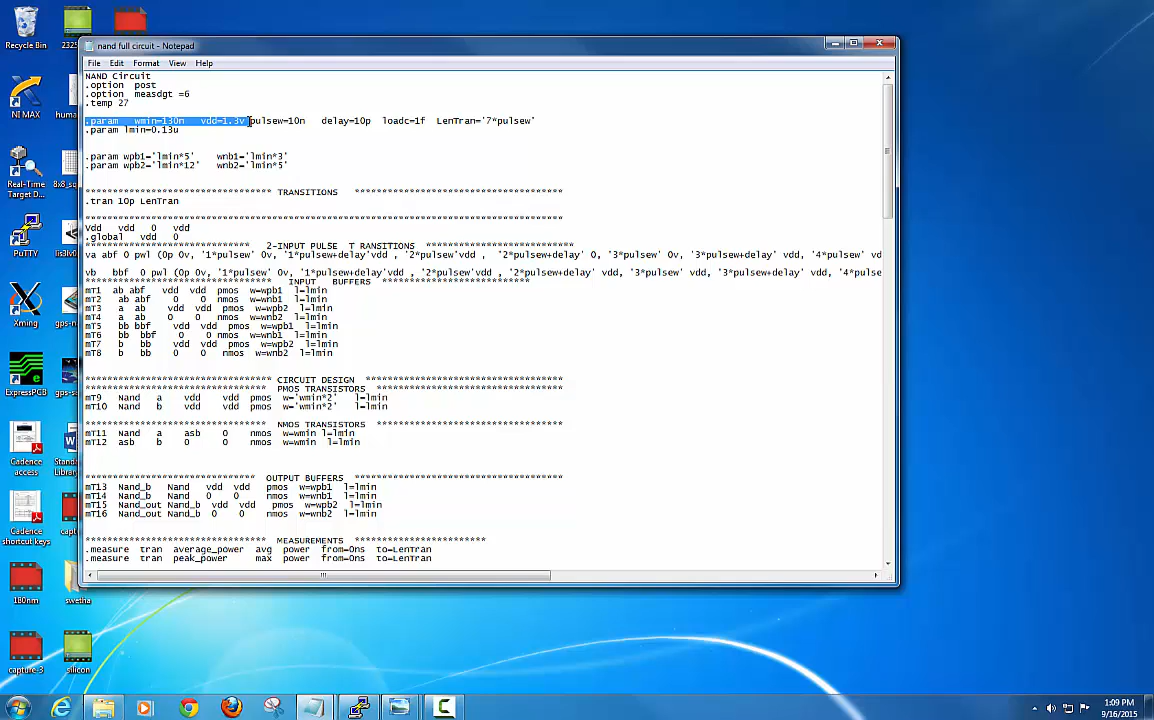 Recycle Bin
2325
nand full circuit - Notepad
File Edit Format View Help
NAND Circuit
.option post
.option measdgt =6
.temp 27
.param wmin=130n vdd=1.3v pulsew=10n delay=10p loadc=1f LenTran='7*pulsew'
.param lmin=0.13u
.param wpb1='lmin*5' wnb1='lmin*3'
.param wpb2='lmin*12' wnb2='lmin*5'
********************************** TRANSITIONS **************************************
.tran 10p LenTran
***************************************************************************************
Vdd vdd 0 vdd
.global vdd 0
****************************** 2-INPUT PULSE T RANSITIONS ***************************
va abf 0 pwl (0p 0v, '1*pulsew' 0v, '1*pulsew+delay'vdd , '2*pulsew'vdd , '2*pulsew+delay' 0, '3*pulsew' 0v, '3*pulsew+delay' vdd, '4*pulsew' vd
vb bbf 0 pwl (0p 0v, '1*pulsew' 0v, '1*pulsew+delay'vdd , '2*pulsew'vdd , '2*pulsew+delay' vdd, '3*pulsew' vdd, '3*pulsew+delay' vdd, '4*pulse
********************************** INPUT BUFFERS *****************************
mT1 ab abf vdd vdd pmos w=wpb1 l=lmin
mT2 ab abf 0 0 nmos w=wnb1 l=lmin
mT3 a ab vdd vdd pmos w=wpb2 l=lmin
mT4 a ab 0 0 nmos w=wnb2 l=lmin
mT5 bb bbf vdd vdd pmos w=wpb1 l=lmin
mT6 bb bbf 0 0 nmos w=wnb1 l=lmin
mT7 b bb vdd vdd pmos w=wpb2 l=lmin
mT8 b bb 0 0 nmos w=wnb2 l=lmin
********************************** CIRCUIT DESIGN ************************************
********************************* PMOS TRANSISTORS **********************************
mT9 Nand a vdd vdd pmos w='wmin*2' l=lmin
mT10 Nand b vdd vdd pmos w='wmin*2' l=lmin
********************************* NMOS TRANSISTORS **********************************
mT11 Nand a asb 0 nmos w=wmin l=lmin
mT12 asb b 0 0 nmos w=wmin l=lmin
******************************* OUTPUT BUFFERS **************************************
mT13 Nand_b Nand vdd vdd pmos w=wpb1 l=lmin
mT14 Nand_b Nand 0 0 nmos w=wnb1 l=lmin
mT15 Nand_out Nand_b vdd vdd pmos w=wpb2 l=lmin
mT16 Nand_out Nand_b 0 0 nmos w=wnb2 l=lmin
********************************* MEASUREMENTS ************************
.measure tran average_power avg power from=0ns to=LenTran
.measure tran peak_power max power from=0ns to=LenTran
NI MAX
human
Real-Time
Target D...
8x8_sq
PuTTY
lis3lv0
Xming
gps-n
ExpressPCB
gps-sa
Cadence
access
Standa
Library
Cadence
shortcut keys
captu
180nm
swetha
capture-3
silicon
1:09 PM
9/16/2015